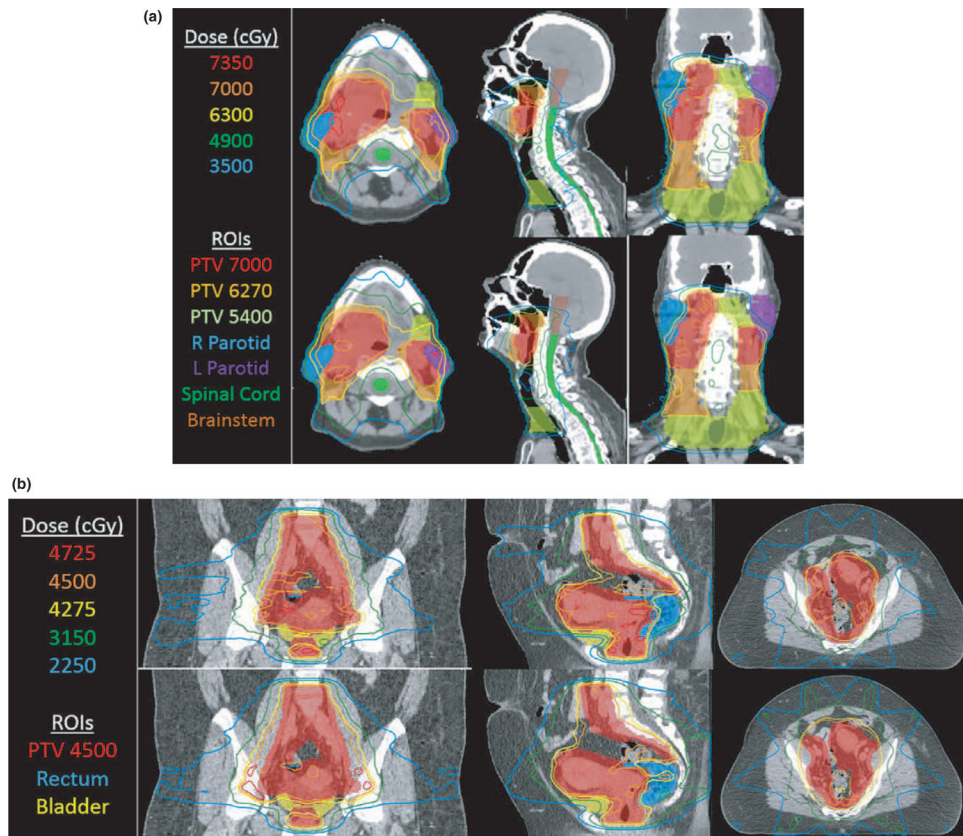 (a)
Dose (cGy)
7350
7000
6300
4900
3500
ROIs
PTV 7000
PTV 6270
PTV 5400
R Parotid
L Parotid
Spinal Cord
Brainstem
(b)
Dose (cGy)
4725
4500
4275
3150
2250
ROIs
PTV 4500
Rectum
Bladder